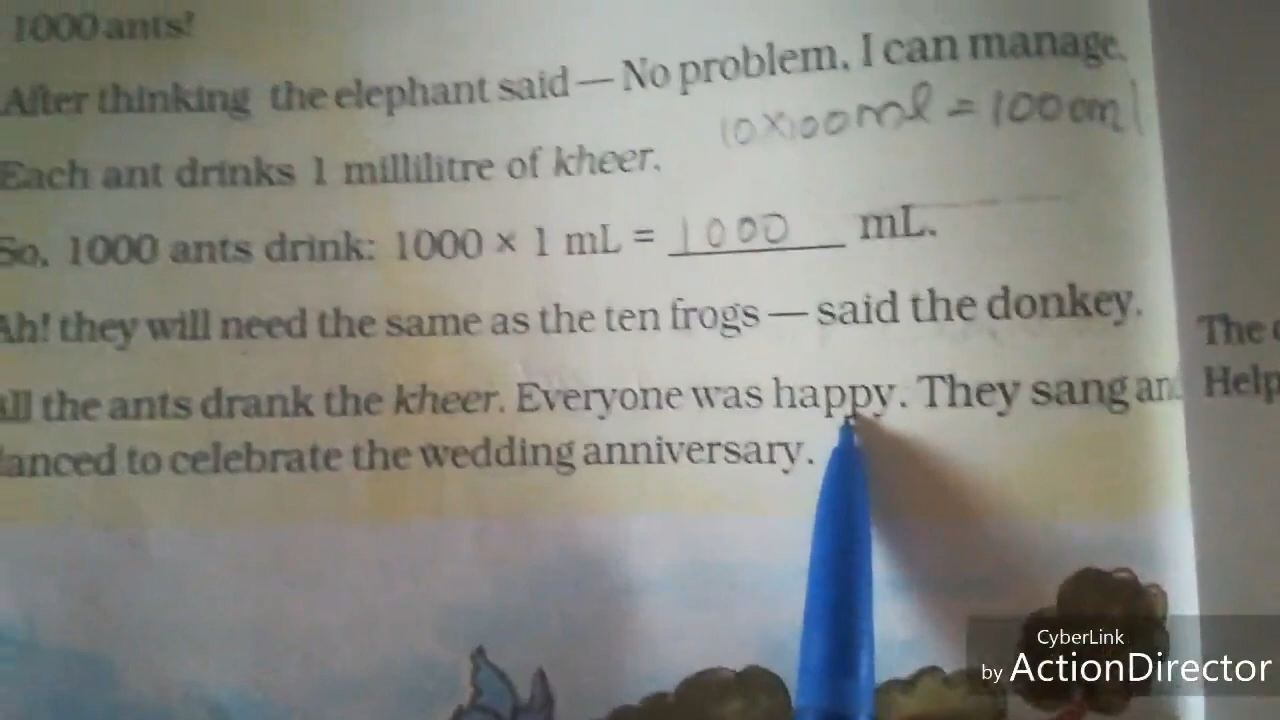 1000 ants!
After thinking the elephant said — No problem, I can manage.
10x100ml = 1000ml
Each ant drinks 1 millilitre of kheer.
So, 1000 ants drink: 1000 × 1 mL = 1000 mL.
Ah! they will need the same as the ten frogs — said the donkey.
all the ants drank the kheer. Everyone was happy. They sang an
anced to celebrate the wedding anniversary.
The
Help
CyberLink
by ActionDirector